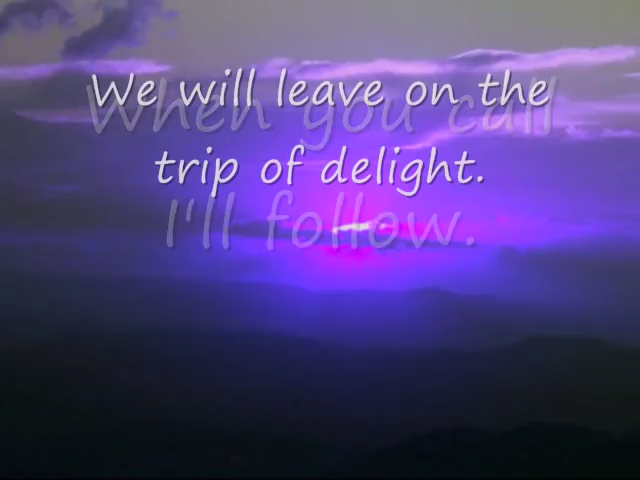 We will leave on the
When you call
trip of delight.
I'll follow.